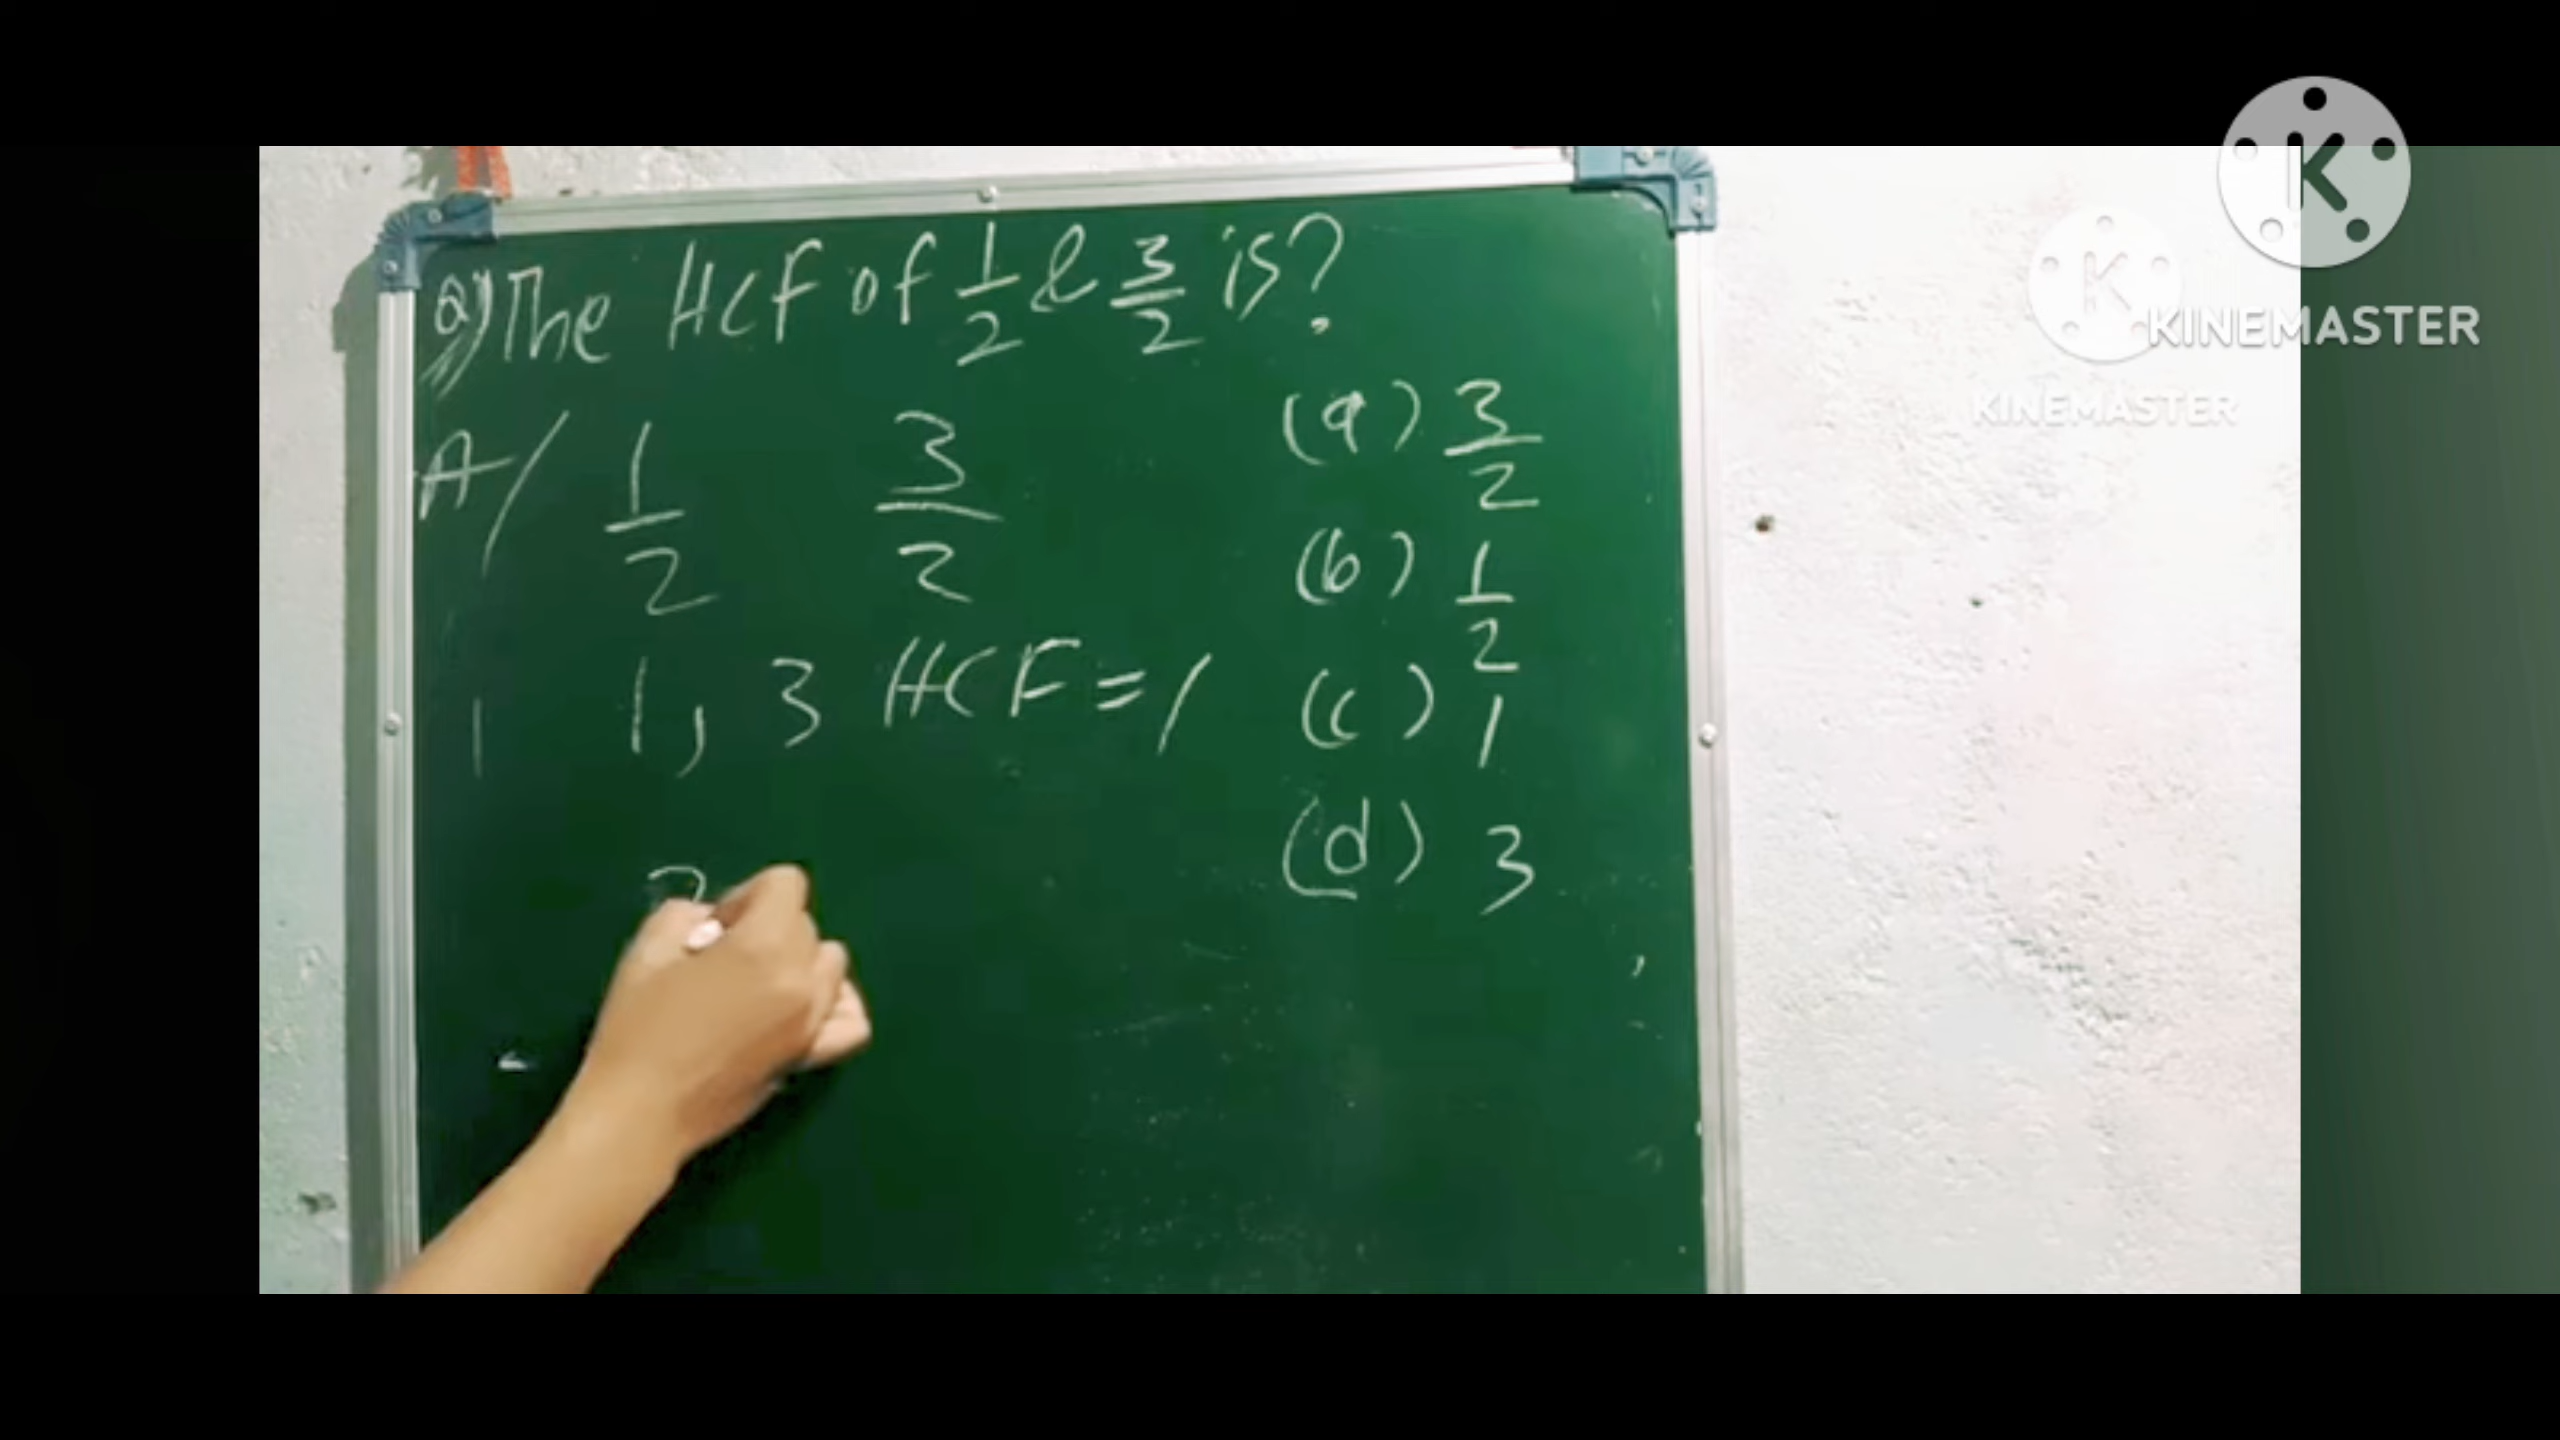 Q) The HCF of 1/2 & 3/2 is?
A/ 1/2 3/2
(a) 3/2
(b) 1/2
1, 3 HCF = 1
(c) 1
(d) 3
KINEMASTER
KINEMASTER